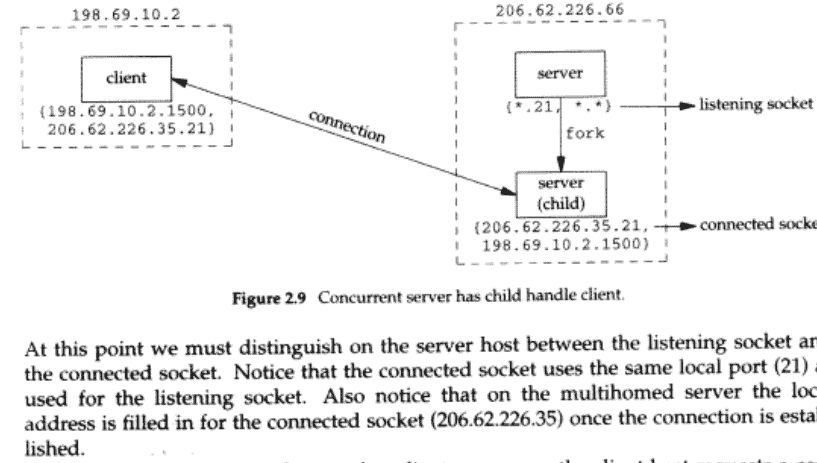 198.69.10.2
206.62.226.66
client
server
{198.69.10.2.1500,
206.62.226.35.21}
connection
{*.21, *.*}
listening socket
fork
server
(child)
{206.62.226.35.21,
198.69.10.2.1500}
connected socke
Figure 2.9 Concurrent server has child handle client.
At this point we must distinguish on the server host between the listening socket an
the connected socket. Notice that the connected socket uses the same local port (21) a
used for the listening socket. Also notice that on the multihomed server the loc
address is filled in for the connected socket (206.62.226.35) once the connection is estal
lished.